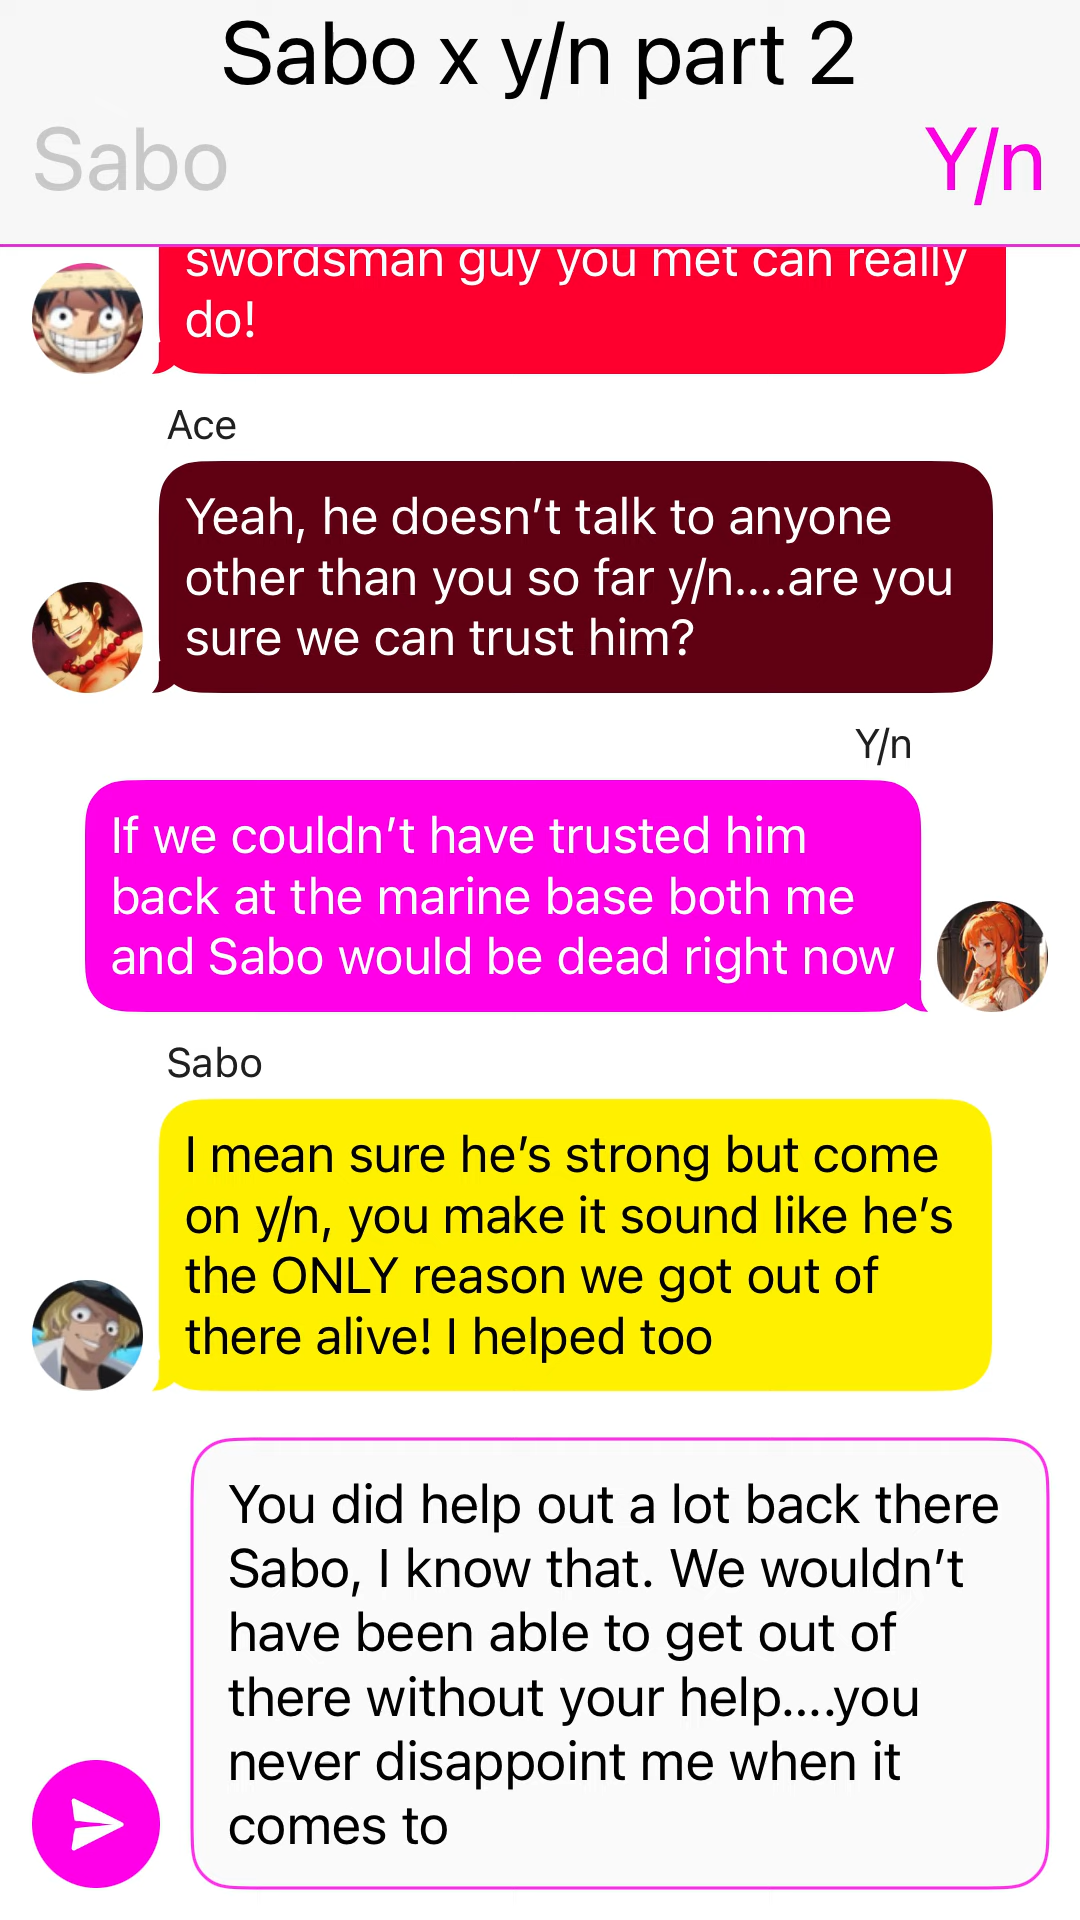 Sabo x y/n part 2
Sabo
Y/n
swordsman guy you met can really
do!
Ace
Yeah, he doesn’t talk to anyone
other than you so far y/n....are you
sure we can trust him?
Y/n
If we couldn’t have trusted him
back at the marine base both me
and Sabo would be dead right now
Sabo
I mean sure he’s strong but come
on y/n, you make it sound like he’s
the ONLY reason we got out of
there alive! I helped too
You did help out a lot back there
Sabo, I know that. We wouldn’t
have been able to get out of
there without your help....you
never disappoint me when it
comes to